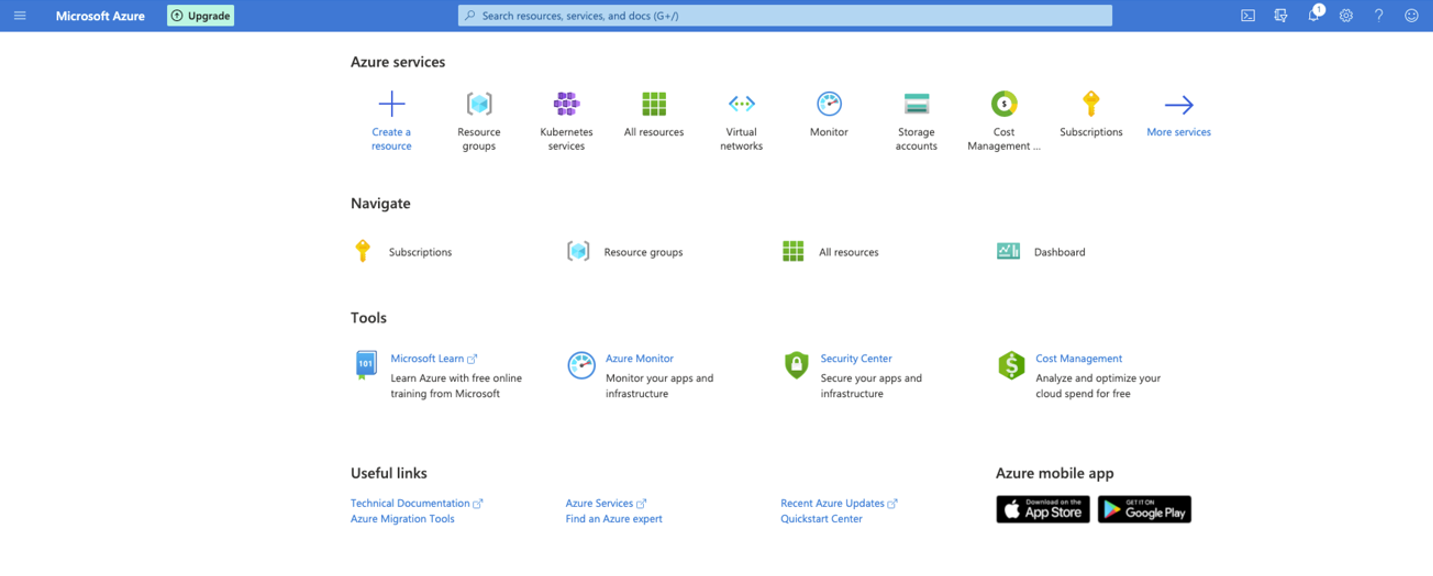 Microsoft Azure
Upgrade
Search resources, services, and docs (G+/)
1
Azure services
Create a
resource
Resource
groups
Kubernetes
services
All resources
Virtual
networks
Monitor
Storage
accounts
Cost
Management ...
Subscriptions
More services
Navigate
Subscriptions
Resource groups
All resources
Dashboard
Tools
101
Microsoft Learn
Learn Azure with free online
training from Microsoft
Azure Monitor
Monitor your apps and
infrastructure
Security Center
Secure your apps and
infrastructure
Cost Management
Analyze and optimize your
cloud spend for free
Useful links
Technical Documentation
Azure Migration Tools
Azure Services
Find an Azure expert
Recent Azure Updates
Quickstart Center
Azure mobile app
Download on the
App Store
GET IT ON
Google Play